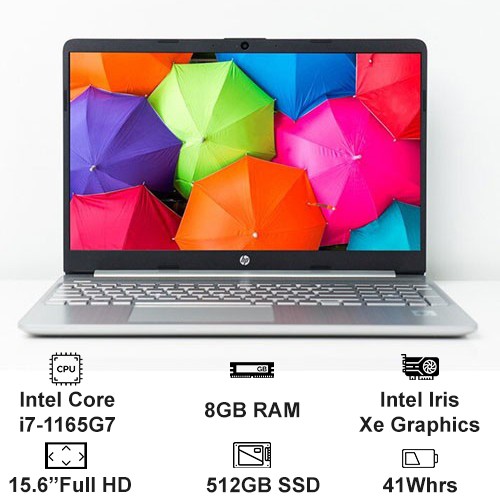 hp
CPU
GB
Intel Core
i7-1165G7
8GB RAM
Intel Iris
Xe Graphics
15.6”Full HD
512GB SSD
41Whrs